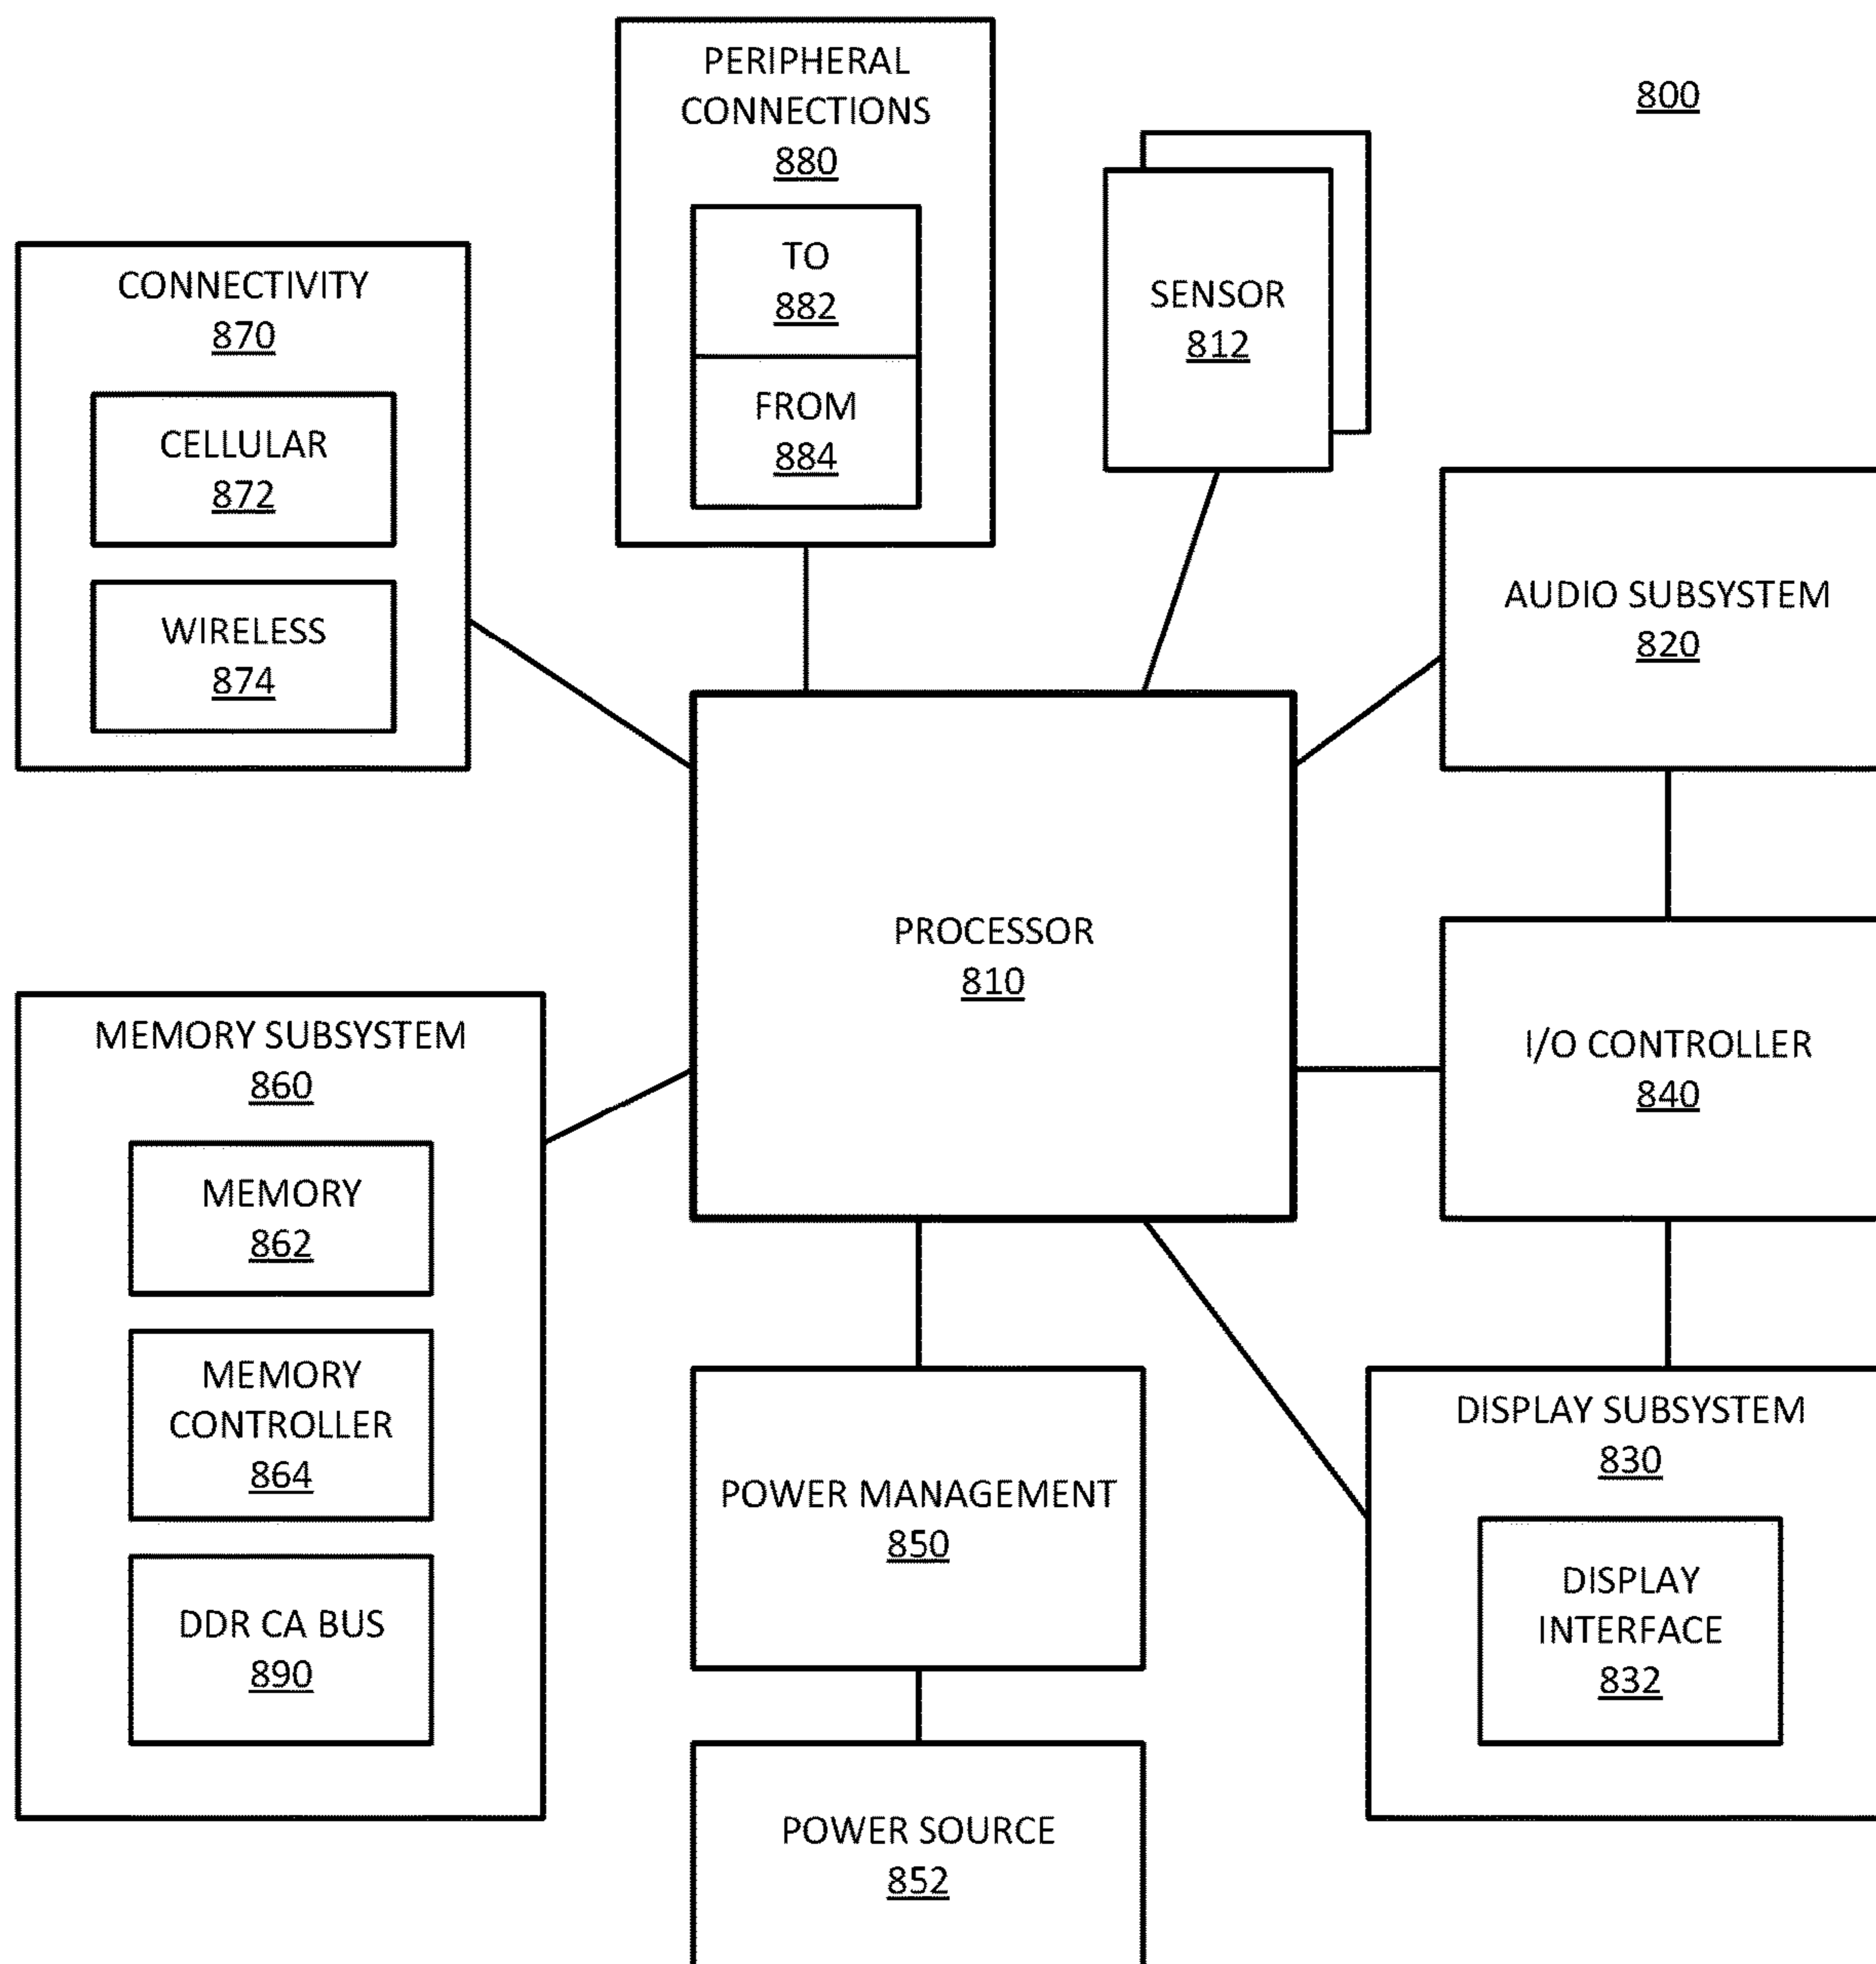 PERIPHERAL
CONNECTIONS
880
TO
882
FROM
884
800
SENSOR
812
CONNECTIVITY
870
CELLULAR
872
WIRELESS
874
AUDIO SUBSYSTEM
820
PROCESSOR
810
I/O CONTROLLER
840
MEMORY SUBSYSTEM
860
MEMORY
862
MEMORY
CONTROLLER
864
DDR CA BUS
890
POWER MANAGEMENT
850
POWER SOURCE
852
DISPLAY SUBSYSTEM
830
DISPLAY
INTERFACE
832